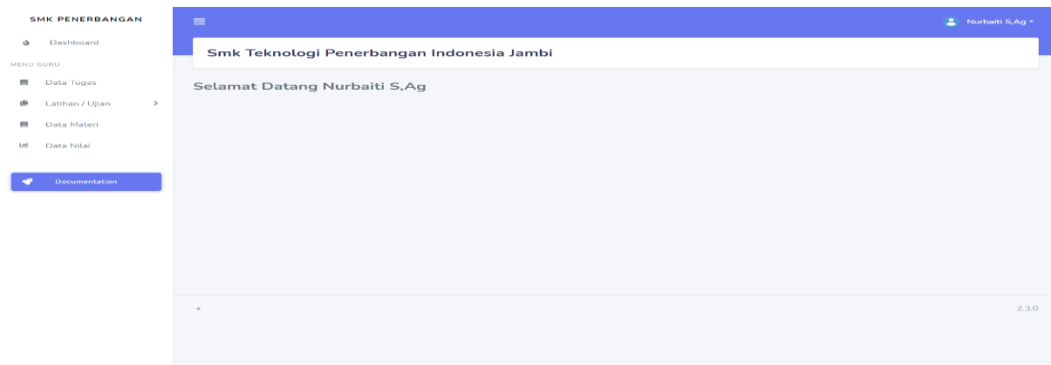 SMK PENERBANGAN
Dashboard
MENU GURU
Data Tugas
Latihan / Ujian
Data Materi
Data Nilai
Documentation
Nurbaiti S,Ag
Smk Teknologi Penerbangan Indonesia Jambi
Selamat Datang Nurbaiti S,Ag
2.3.0